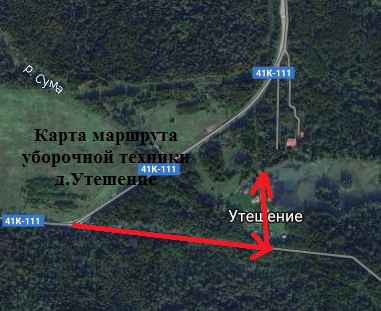 41К-111
р. Сума
Карта маршрута
уборочной техники
41К-111
д.Утешение
41К-111
Утешение